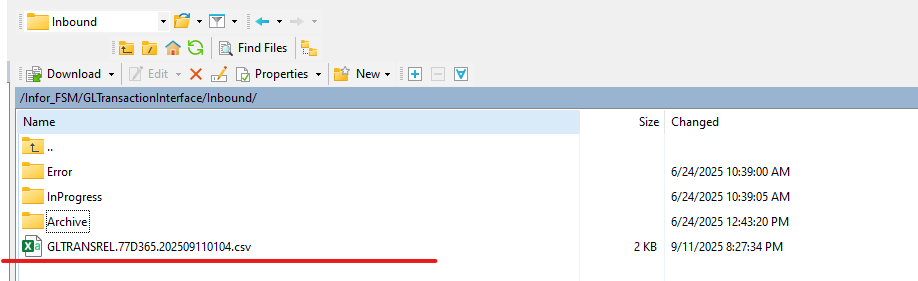 Inbound
Find Files
Download Edit Properties New
/Infor_FSM/GLTransactionInterface/Inbound/
Name Size Changed
..
Error 6/24/2025 10:39:00 AM
InProgress 6/24/2025 10:39:05 AM
Archive 6/24/2025 12:43:20 PM
GLTRANSREL.77D365.202509110104.csv 2 KB 9/11/2025 8:27:34 PM